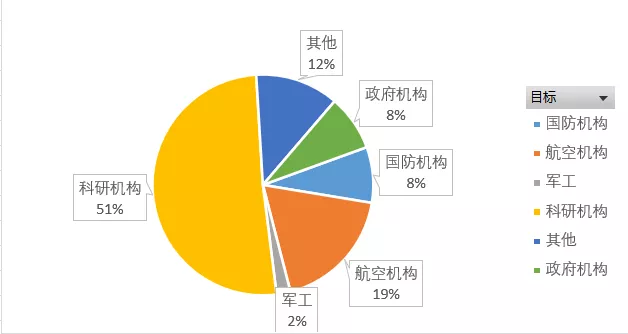 其他
12%
政府机构
8%
国防机构
8%
航空机构
19%
军工
2%
科研机构
51%
目标
国防机构
航空机构
军工
科研机构
其他
政府机构